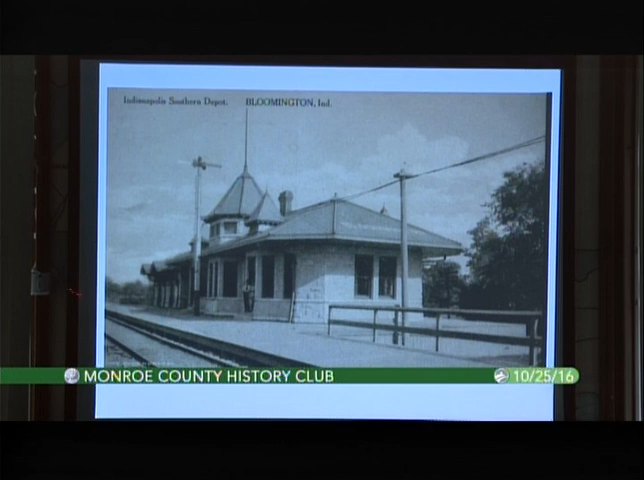 Indianapolis Southern Depot. BLOOMINGTON, Ind.
MONROE COUNTY HISTORY CLUB 10/25/16